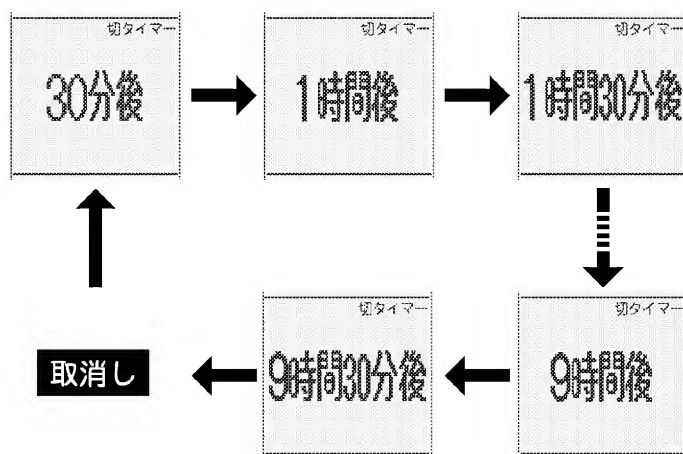 切タイマー
30分後
切タイマー
1時間後
切タイマー
1時間30分後
取消し
切タイマー
9時間30分後
切タイマー
9時間後